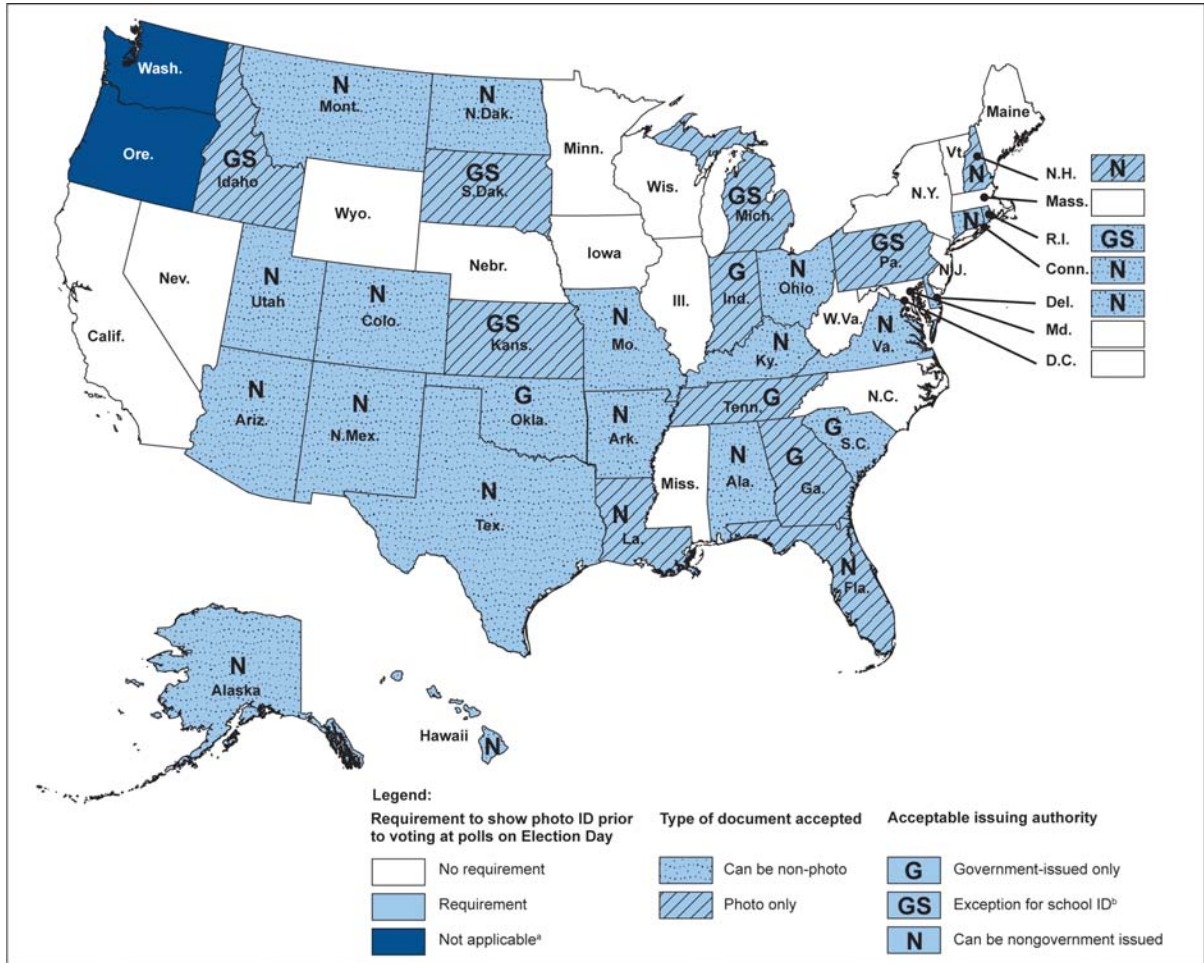 Wash.
N
Mont.
N
N.Dak.
Minn.
Maine
Ore.
GS
Idaho
GS
S.Dak.
Wis.
GS
Mich.
Vt.
N
N.H.
N
N.Y.
Mass.
Wyo.
Iowa
GS
Pa.
N
R.I.
GS
Nebr.
N.J.
Conn.
N
Nev.
N
Utah
N
Colo.
Ill.
G
Ind.
N
Ohio
Del.
N
Calif.
GS
Kans.
N
Mo.
W.Va.
N
Va.
Md.
N
Ky.
D.C.
N
Ariz.
N
N.Mex.
G
Okla.
N
Ark.
Tenn.
G
N.C.
G
S.C.
Miss.
N
Ala.
G
Ga.
N
Tex.
N
La.
N
Fla.
N
Alaska
Hawaii
N
Legend:
Requirement to show photo ID prior
to voting at polls on Election Day
No requirement
Requirement
Not applicableᵃ
Type of document accepted
Can be non-photo
Photo only
Acceptable issuing authority
G
Government-issued only
GS
Exception for school IDᵇ
N
Can be nongovernment issued